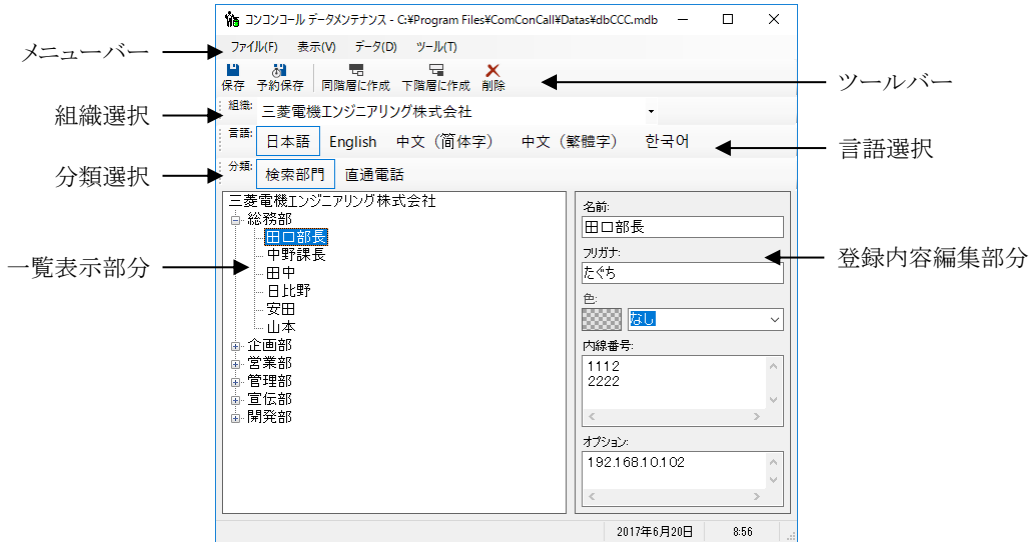 コンコンコール データメンテナンス - C:¥Program Files¥ComConCall¥Datas¥dbCCC.mdb
メニューバー
ファイル(F) 表示(V) データ(D) ツール(T)
保存 予約保存 同階層に作成 下階層に作成 削除
ツールバー
組織選択
組織: 三菱電機エンジニアリング株式会社
言語: 日本語 English 中文（简体字） 中文（繁體字） 한국어
言語選択
分類選択
分類: 検索部門 直通電話
三菱電機エンジニアリング株式会社
総務部
田口部長
中野課長
田中
日比野
安田
山本
企画部
営業部
管理部
宣伝部
開発部
一覧表示部分
名前:
田口部長
フリガナ:
たぐち
登録内容編集部分
色:
なし
内線番号:
1112
2222
オプション:
192.168.10.102
2017年6月20日 8:56